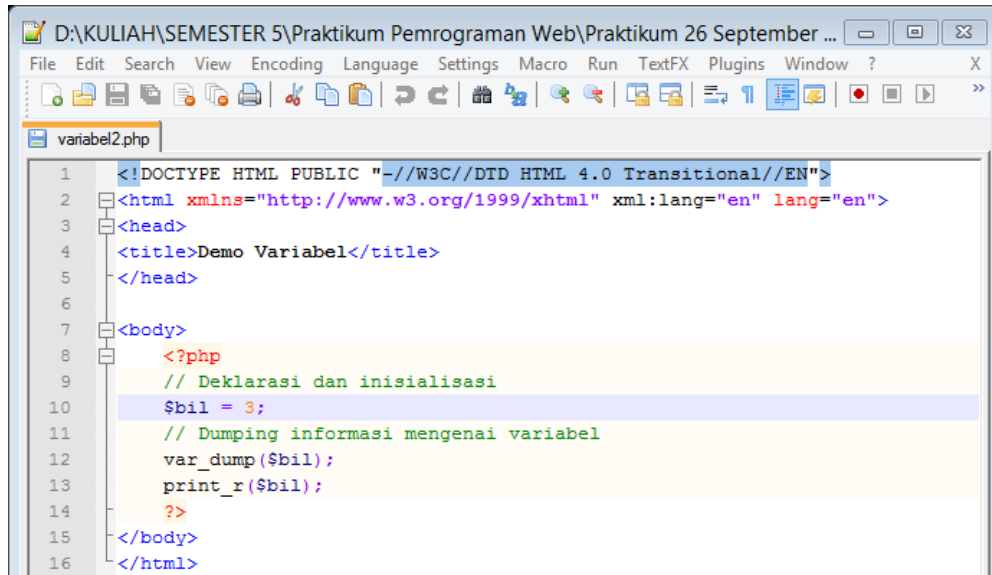 D:\KULIAH\SEMESTER 5\Praktikum Pemrograman Web\Praktikum 26 September ...
File Edit Search View Encoding Language Settings Macro Run TextFX Plugins Window ? X
variabel2.php
1 <!DOCTYPE HTML PUBLIC "-//W3C//DTD HTML 4.0 Transitional//EN">
2 <html xmlns="http://www.w3.org/1999/xhtml" xml:lang="en" lang="en">
3 <head>
4 <title>Demo Variabel</title>
5 </head>
6
7 <body>
8 <?php
9 // Deklarasi dan inisialisasi
10 $bil = 3;
11 // Dumping informasi mengenai variabel
12 var_dump($bil);
13 print_r($bil);
14 ?>
15 </body>
16 </html>